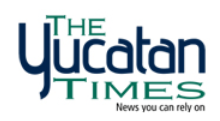 THE
Yucatan
TIMES
News you can rely on